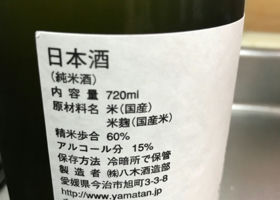 日本酒
(純米酒)
内容量 720ml
原材料名 米(国産)
米麹(国産米)
精米歩合 60%
アルコール分 15%
保存方法 冷暗所で保管
製造者 ㈱八木酒造部
愛媛県今治市旭町3-3-8
http://www.yamatan.jp